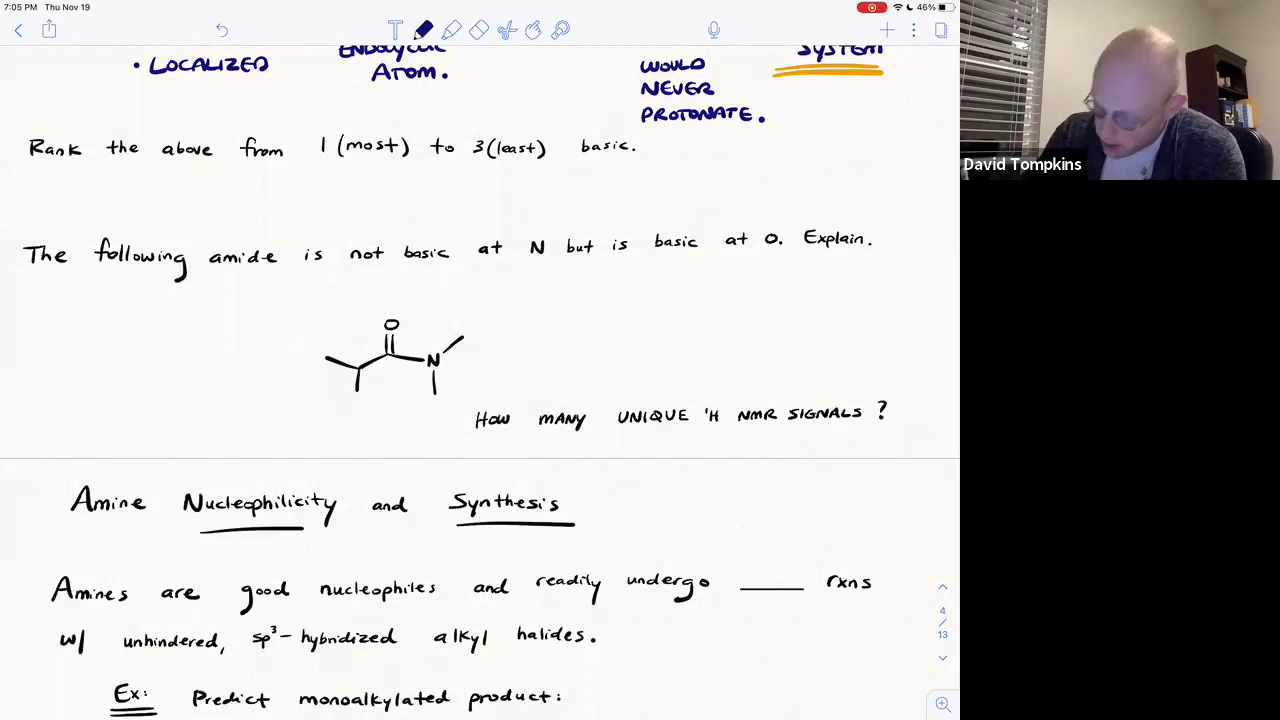 7:05 PM Thu Nov 19
46%
T
SYSTEM
• LOCALIZED
ATOM.
WOULD
NEVER
PROTONATE.
David Tompkins
Rank the above from 1 (most) to 3 (least) basic.
The following amide is not basic at N but is basic at O. Explain.
O
N
HOW MANY UNIQUE 'H NMR SIGNALS ?
Amine Nucleophilicity and Synthesis
Amines are good nucleophiles and readily undergo ____ rxns
w/ unhindered, sp³-hybridized alkyl halides.
4
/
13
Ex: Predict monoalkylated product: